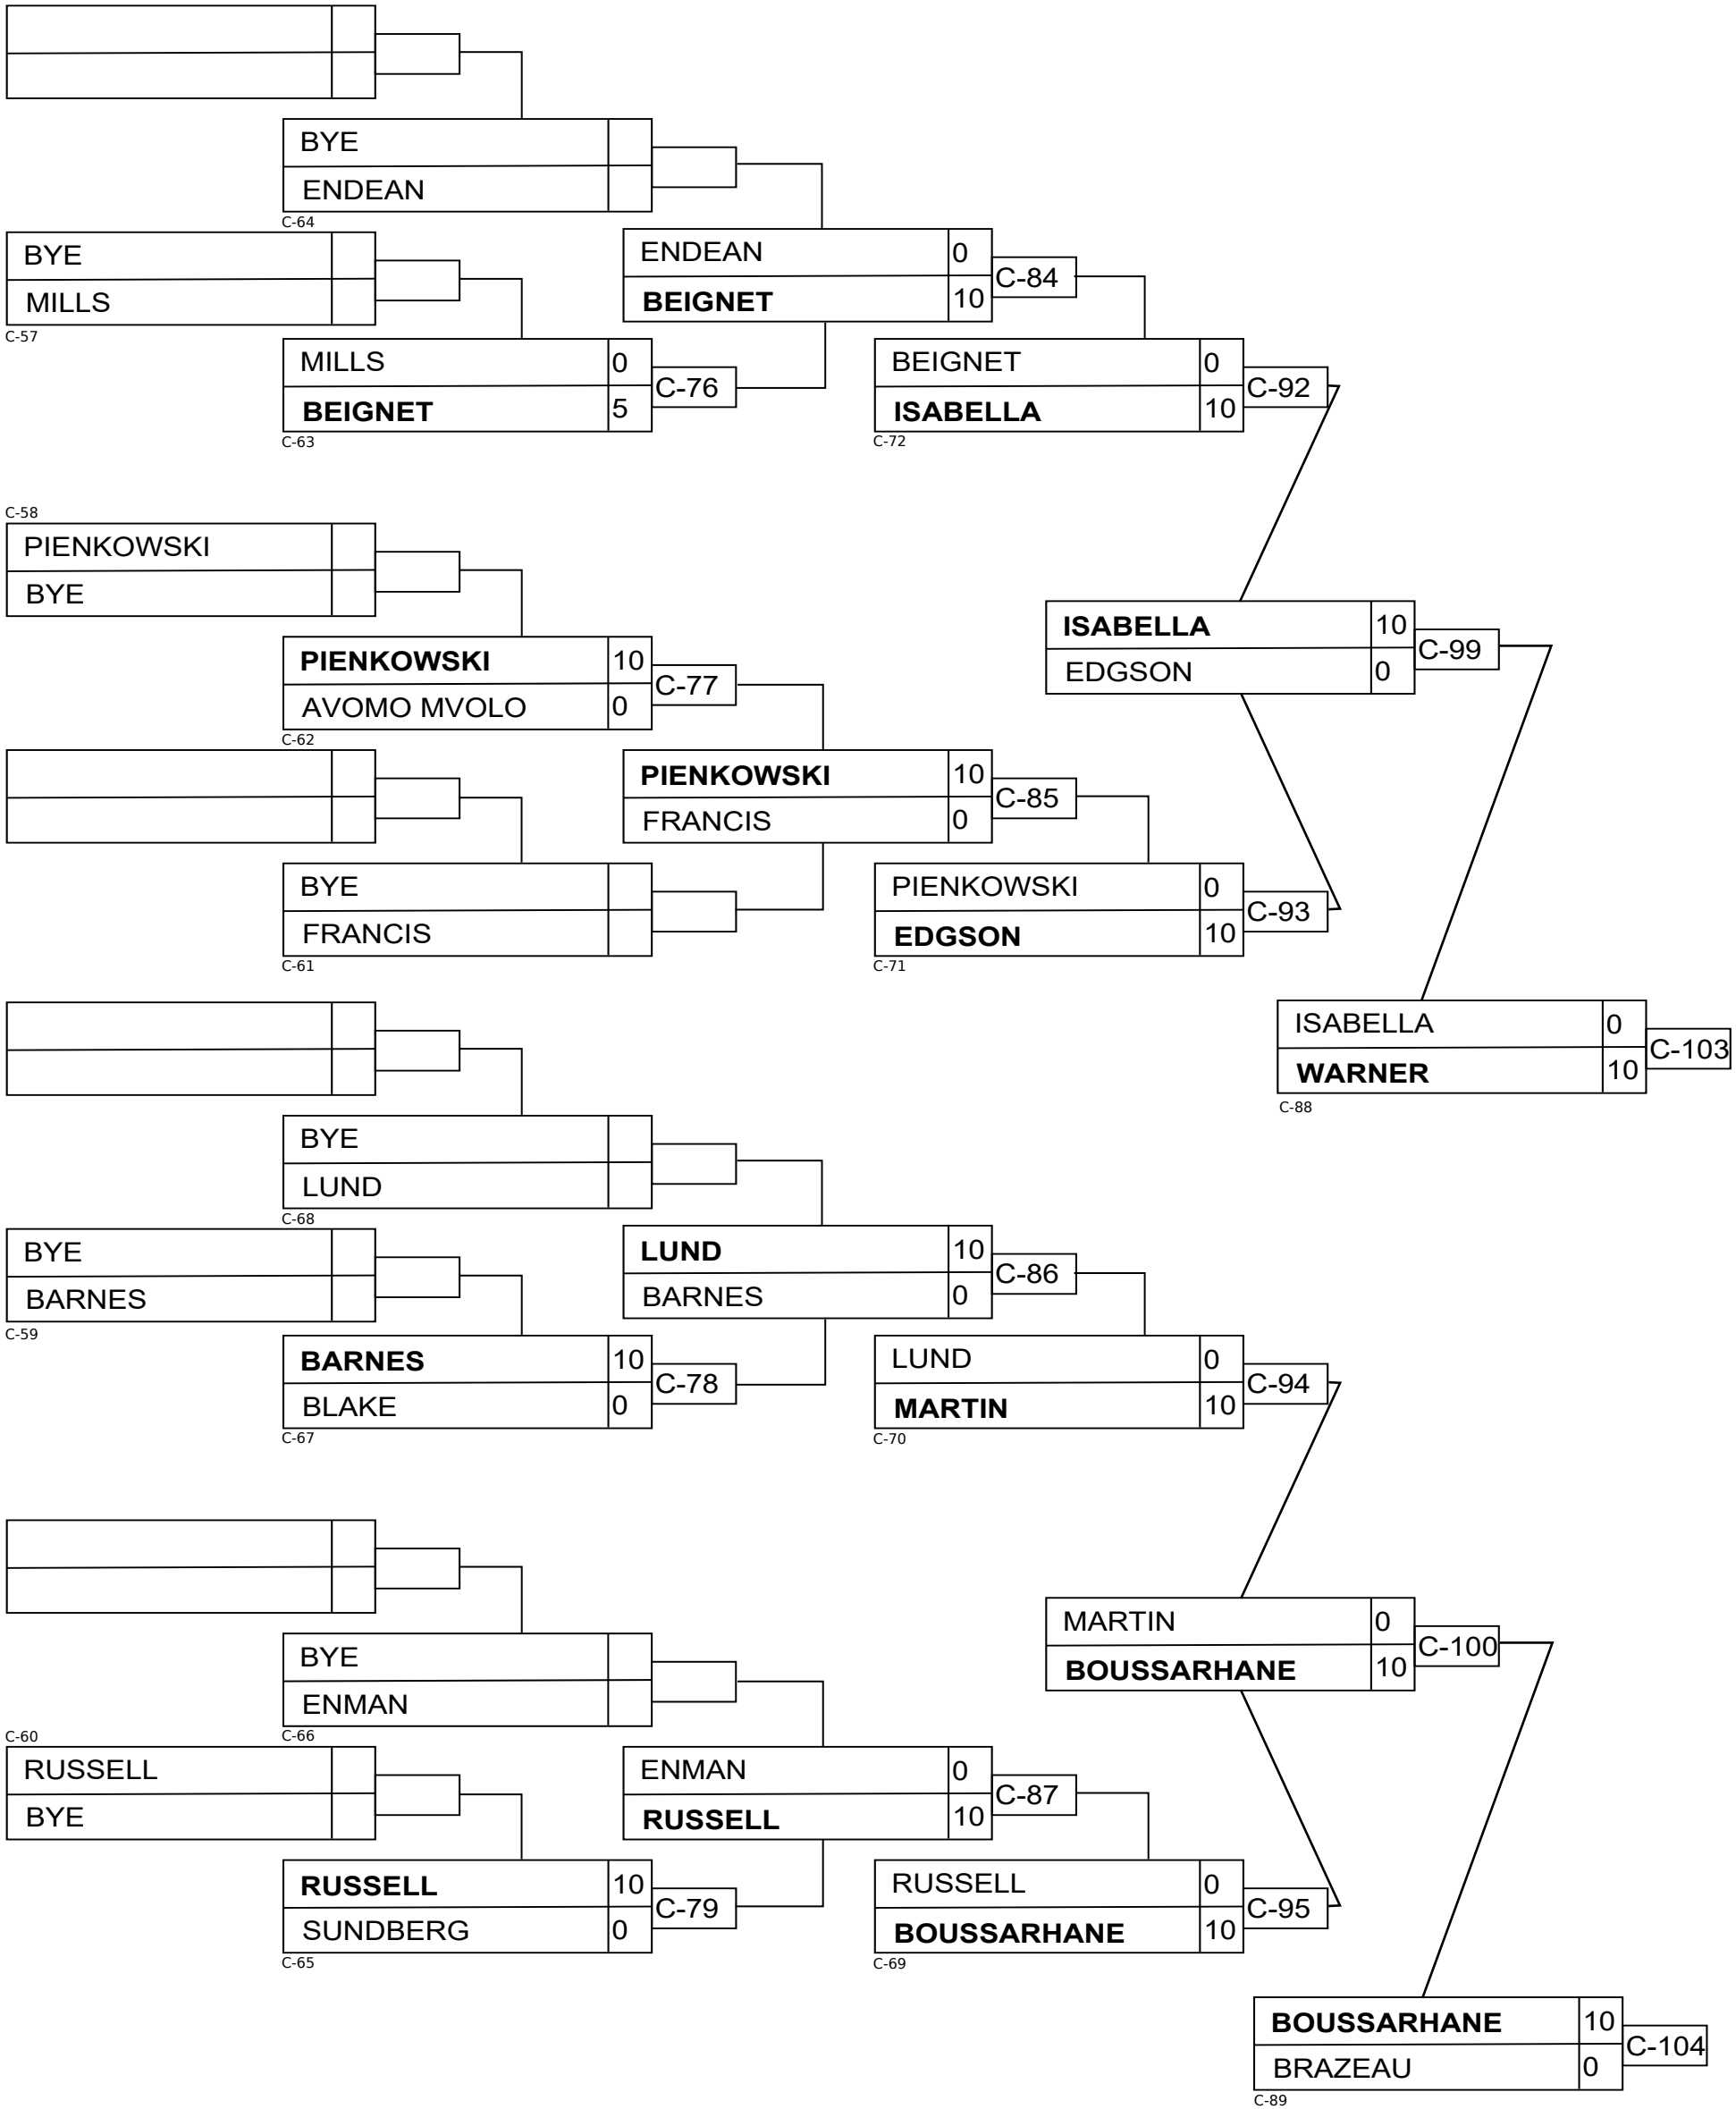 BYE
ENDEAN
C-64
BYE
MILLS
C-57
ENDEAN 0
BEIGNET 10
C-84
MILLS 0
BEIGNET 5
C-76
C-63
BEIGNET 0
ISABELLA 10
C-92
C-72
C-58
PIENKOWSKI
BYE
PIENKOWSKI 10
AVOMO MVOLO 0
C-77
C-62
ISABELLA 10
EDGSON 0
C-99
PIENKOWSKI 10
FRANCIS 0
C-85
BYE
FRANCIS
C-61
PIENKOWSKI 0
EDGSON 10
C-93
C-71
ISABELLA 0
WARNER 10
C-103
C-88
BYE
LUND
C-68
BYE
BARNES
C-59
LUND 10
BARNES 0
C-86
BARNES 10
BLAKE 0
C-78
C-67
LUND 0
MARTIN 10
C-94
C-70
MARTIN 0
BOUSSARHANE 10
C-100
BYE
ENMAN
C-66
C-60
RUSSELL
BYE
ENMAN 0
RUSSELL 10
C-87
RUSSELL 10
SUNDBERG 0
C-79
C-65
RUSSELL 0
BOUSSARHANE 10
C-95
C-69
BOUSSARHANE 10
BRAZEAU 0
C-104
C-89